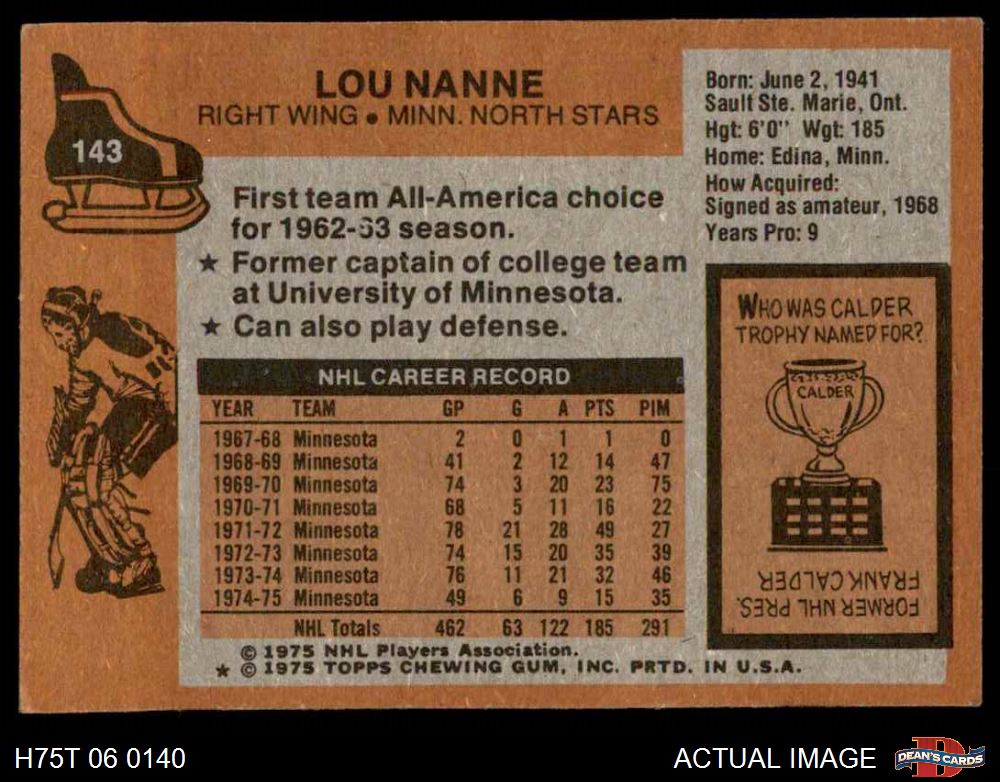 143
LOU NANNE
RIGHT WING • MINN. NORTH STARS
Born: June 2, 1941
Sault Ste. Marie, Ont.
Hgt: 6'0" Wgt: 185
Home: Edina, Minn.
How Acquired:
Signed as amateur, 1968
Years Pro: 9
First team All-America choice
for 1962-63 season.
★ Former captain of college team
at University of Minnesota.
★ Can also play defense.
NHL CAREER RECORD
YEAR TEAM GP G A PTS PIM
1967-68 Minnesota 2 0 1 1 0
1968-69 Minnesota 41 2 12 14 47
1969-70 Minnesota 74 3 20 23 75
1970-71 Minnesota 68 5 11 16 22
1971-72 Minnesota 78 21 28 49 27
1972-73 Minnesota 74 15 20 35 39
1973-74 Minnesota 76 11 21 32 46
1974-75 Minnesota 49 6 9 15 35
NHL Totals 462 63 122 185 291
© 1975 NHL Players Association.
★ © 1975 TOPPS CHEWING GUM, INC. PRTD. IN U.S.A.
WHO WAS CALDER
TROPHY NAMED FOR?
CALDER
FORMER NHL PRES.
FRANK CALDER
H75T 06 0140
ACTUAL IMAGE
D
DEAN'S CARDS